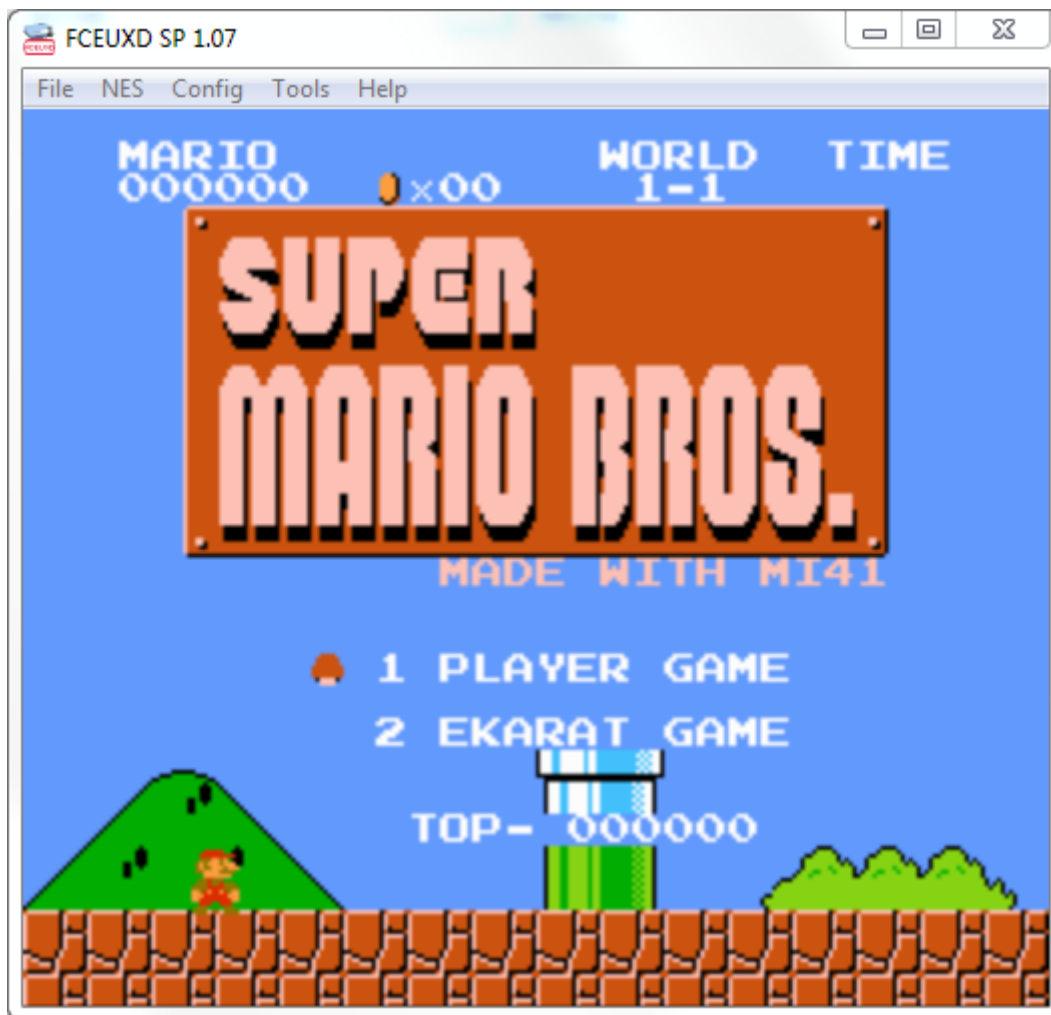 FCEUXD SP 1.07
File NES Config Tools Help
MARIO WORLD TIME
000000 ×00 1-1
SUPER
MARIO BROS.
MADE WITH MI41
1 PLAYER GAME
2 EKARAT GAME
TOP- 000000